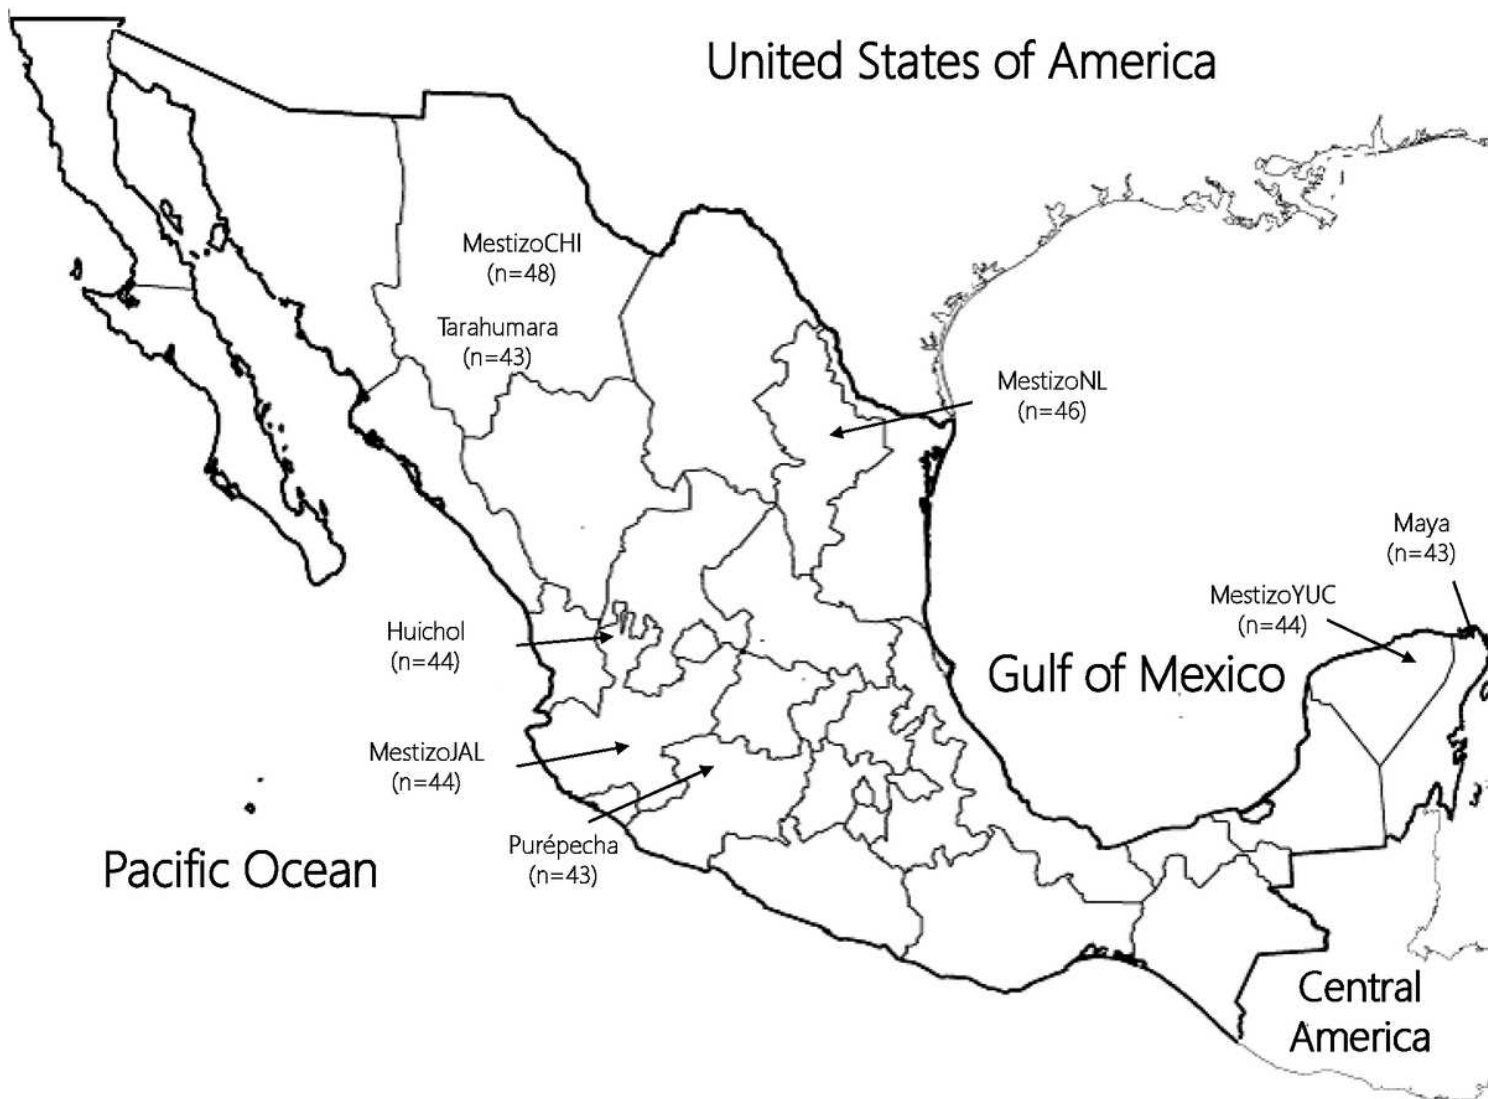 United States of America
MestizoCHI
(n=48)
Tarahumara
(n=43)
MestizoNL
(n=46)
Maya
(n=43)
MestizoYUC
(n=44)
Huichol
(n=44)
Gulf of Mexico
MestizoJAL
(n=44)
Purépecha
(n=43)
Pacific Ocean
Central
America